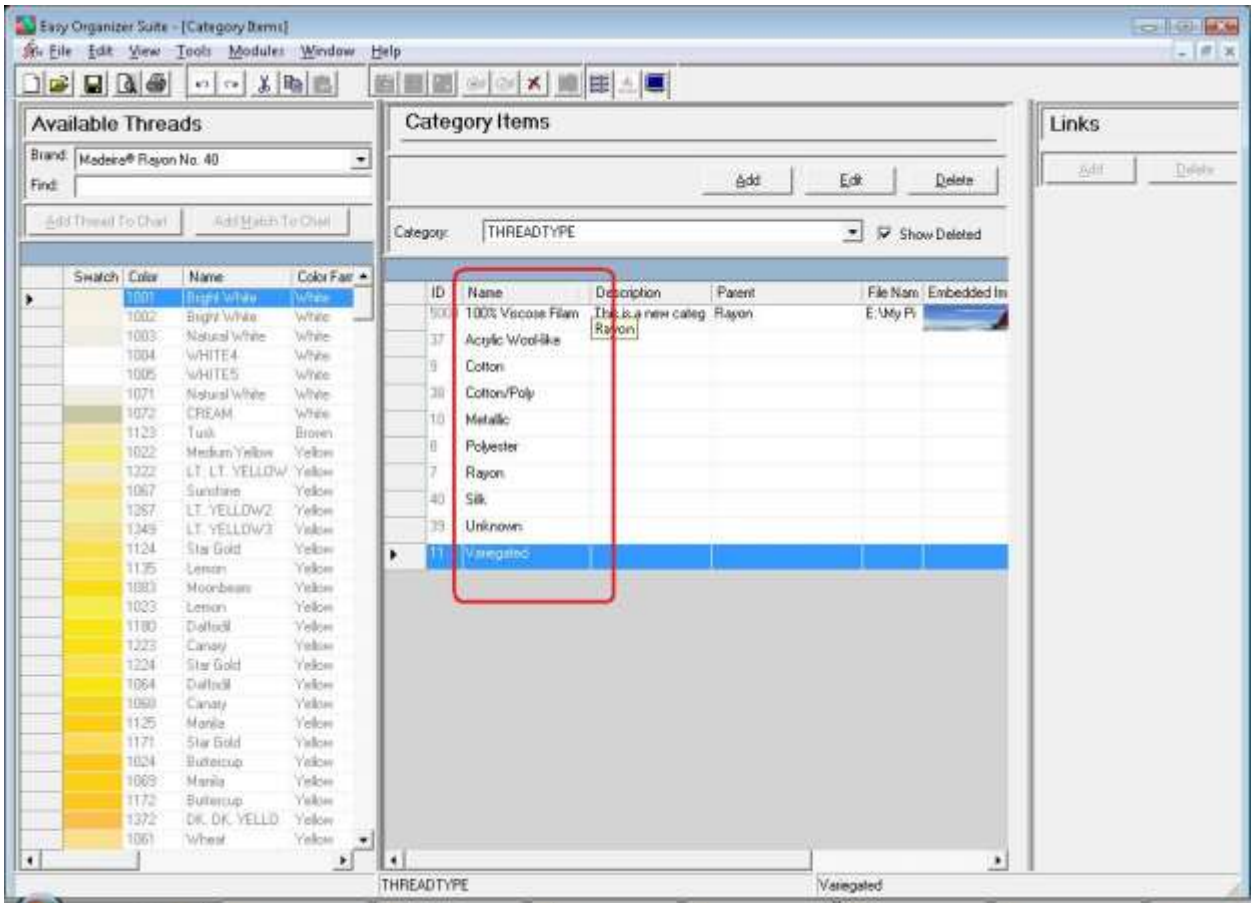 Easy Organizer Suite - [Category Items]
File Edit View Tools Modules Window Help
Available Threads
Brand: Madeira® Rayon No. 40
Find:
Add Thread To Chart Add Match To Chart
Swatch Color Name Color Fam
1001 Bright White White
1002 Bright White White
1003 Natural White White
1004 WHITE4 White
1005 WHITE5 White
1071 Natural White White
1072 CREAM White
1123 Tusk Brown
1022 Medium Yellow Yellow
1222 LT. LT. YELLOW Yellow
1067 Sunshine Yellow
1267 LT. YELLOW2 Yellow
1349 LT. YELLOW3 Yellow
1124 Star Gold Yellow
1135 Lemon Yellow
1083 Moonbeam Yellow
1023 Lemon Yellow
1180 Daffodil Yellow
1223 Canary Yellow
1224 Star Gold Yellow
1064 Daffodil Yellow
1068 Canary Yellow
1125 Manila Yellow
1171 Star Gold Yellow
1024 Buttercup Yellow
1069 Manila Yellow
1172 Buttercup Yellow
1372 DK. DK. YELLO Yellow
1061 Wheat Yellow
Category Items
Add Edit Delete
Category: THREADTYPE Show Deleted
ID Name Description Parent File Nam Embedded Im
100% Viscose Filam This is a new categ Rayon E:\My Pi
Rayon
37 Acrylic Wool-like
9 Cotton
38 Cotton/Poly
10 Metallic
Polyester
7 Rayon
40 Silk
39 Unknown
11 Variegated
Links
Add Delete
THREADTYPE Variegated